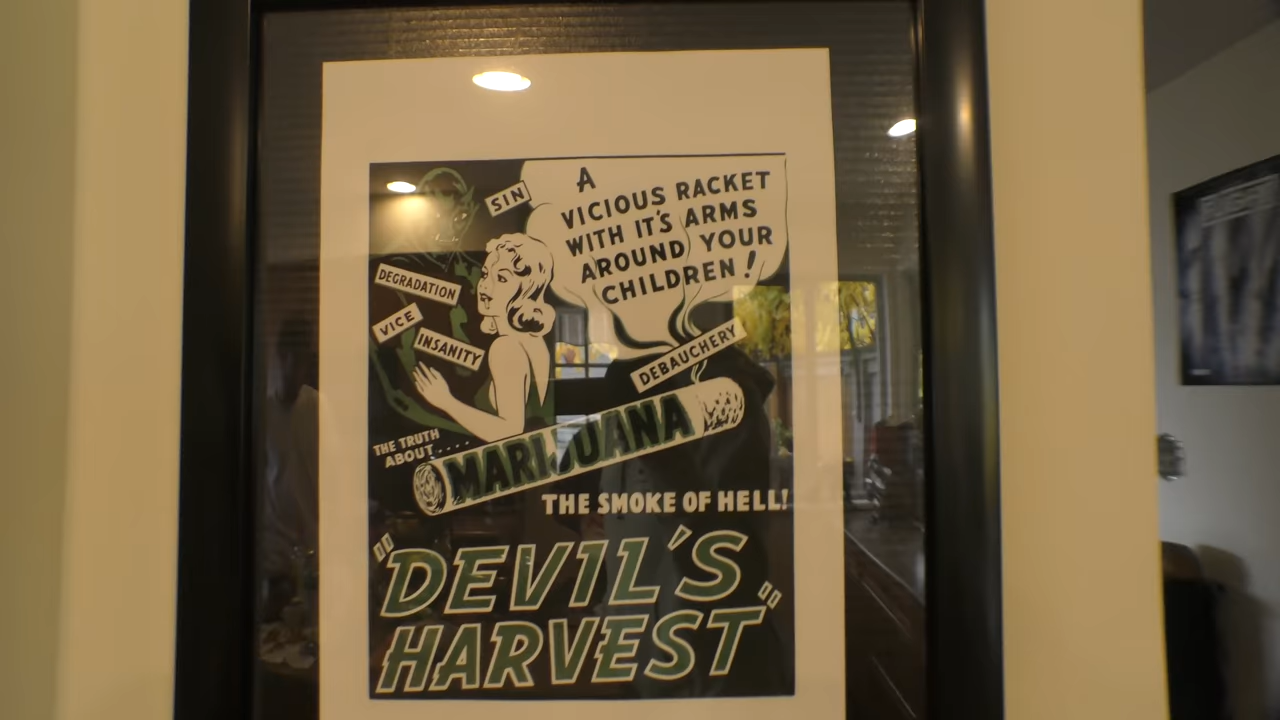 SIN
A
VICIOUS RACKET
WITH IT'S ARMS
AROUND YOUR
CHILDREN!
DEGRADATION
VICE
INSANITY
DEBAUCHERY
THE TRUTH
ABOUT....
MARIJUANA
THE SMOKE OF HELL!
"DEVIL'S
HARVEST"